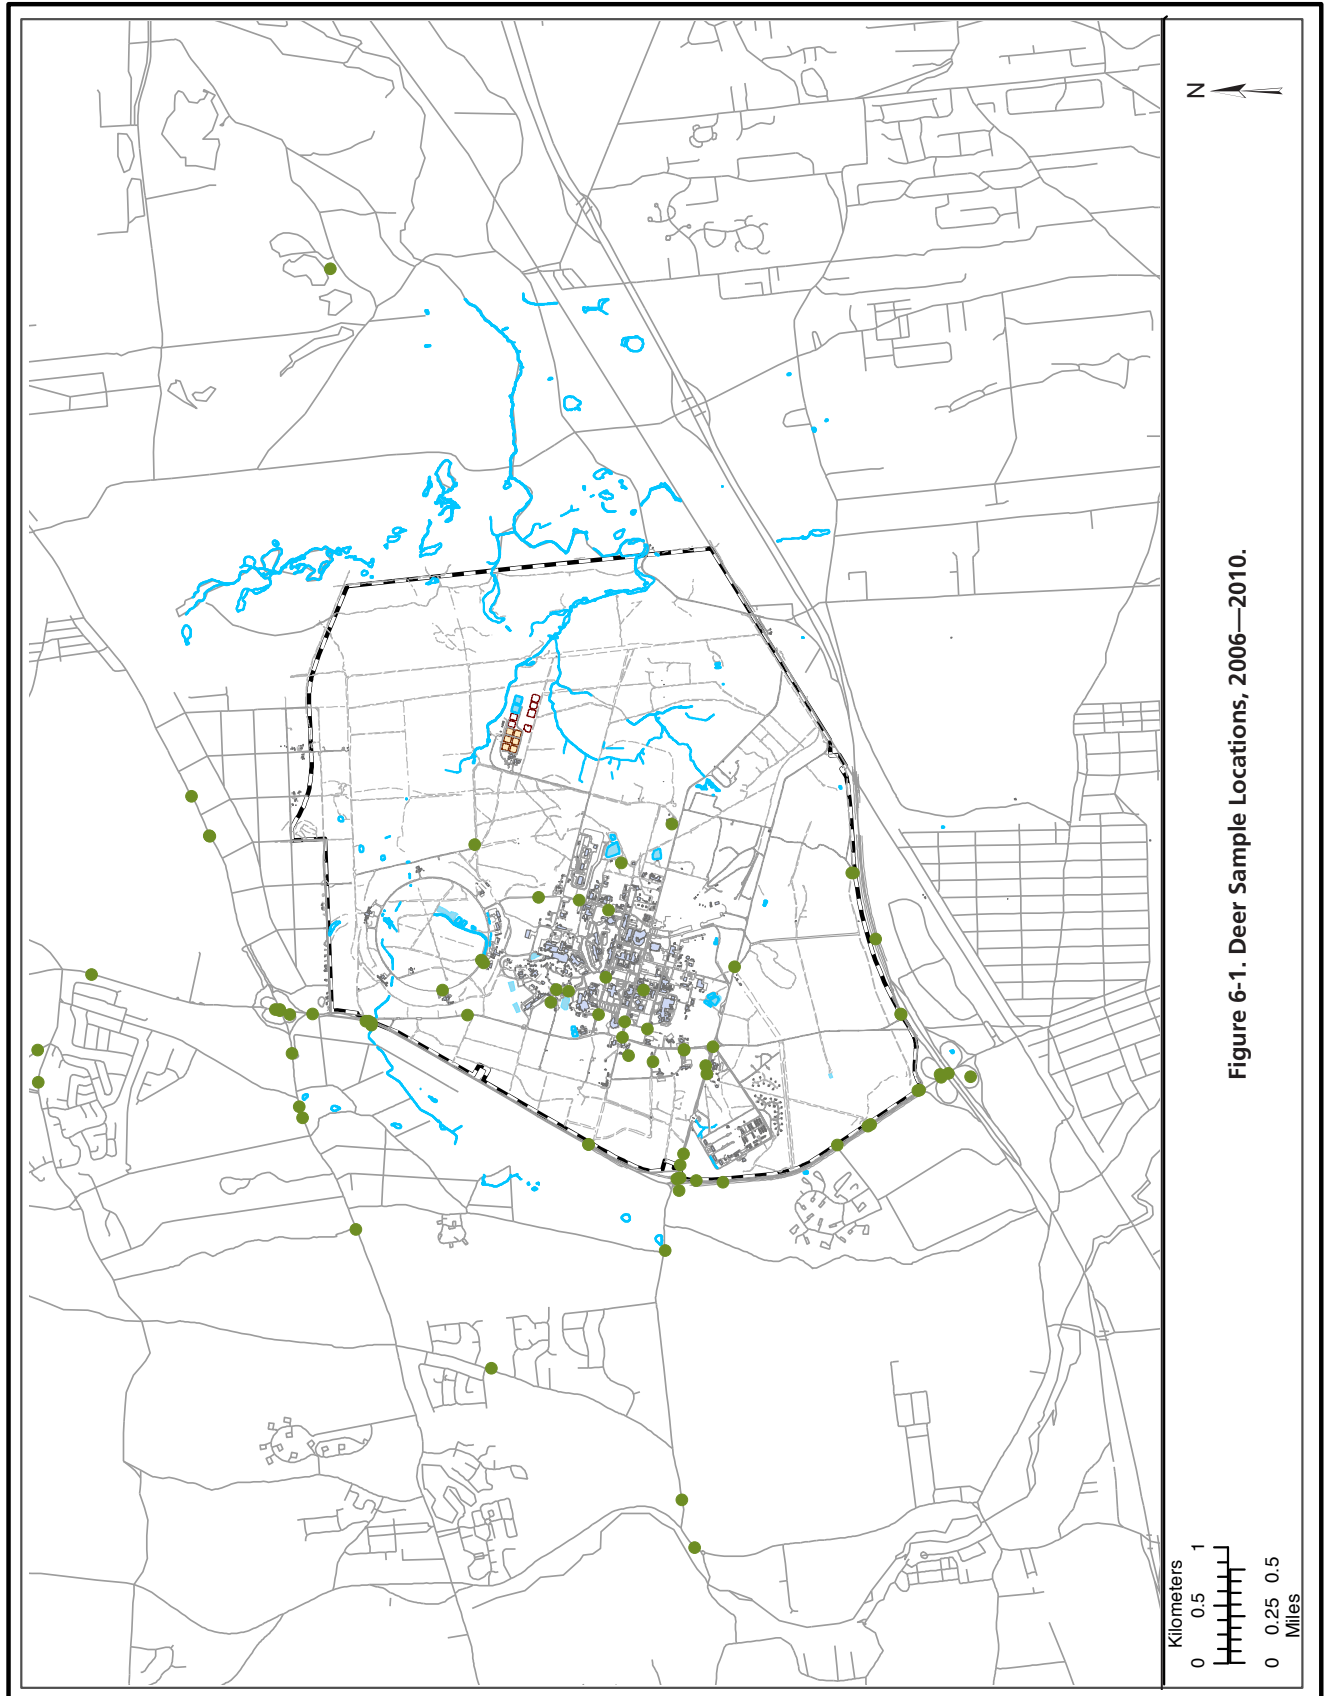 N
Figure 6-1. Deer Sample Locations, 2006—2010.
Kilometers
0 0.5 1
0 0.25 0.5
Miles